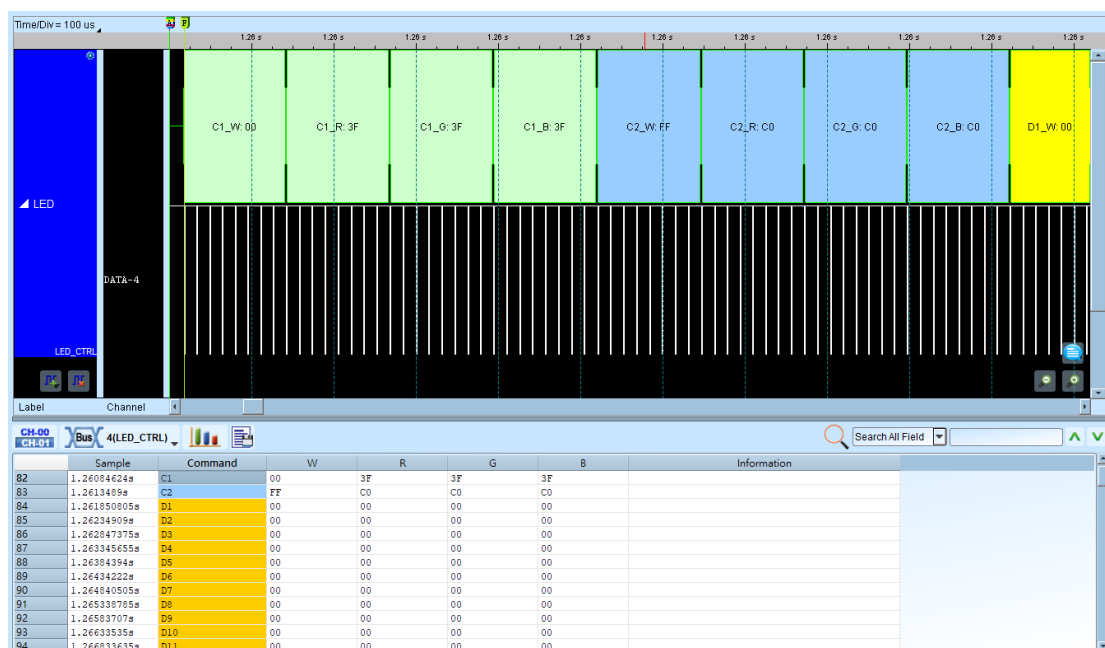 Time/Div = 100 us
A F
1.26 s 1.26 s 1.26 s 1.26 s 1.26 s 1.26 s 1.26 s 1.26 s 1.26 s 1.26 s 1.26 s
C1_W: 00 C1_R: 3F C1_G: 3F C1_B: 3F C2_W: FF C2_R: C0 C2_G: C0 C2_B: C0 D1_W: 00
LED
DATA-4
LED_CTRL
Label Channel
CH-00
CH-01
Bus 4(LED_CTRL) Search All Field
Sample Command W R G B Information
82 1.26084624s C1 00 3F 3F 3F
83 1.2613489s C2 FF C0 C0 C0
84 1.261850805s D1 00 00 00 00
85 1.26234909s D2 00 00 00 00
86 1.262847375s D3 00 00 00 00
87 1.263345655s D4 00 00 00 00
88 1.26384394s D5 00 00 00 00
89 1.26434222s D6 00 00 00 00
90 1.264840505s D7 00 00 00 00
91 1.265338785s D8 00 00 00 00
92 1.26583707s D9 00 00 00 00
93 1.26633535s D10 00 00 00 00
94 1.266833635s D11 00 00 00 00